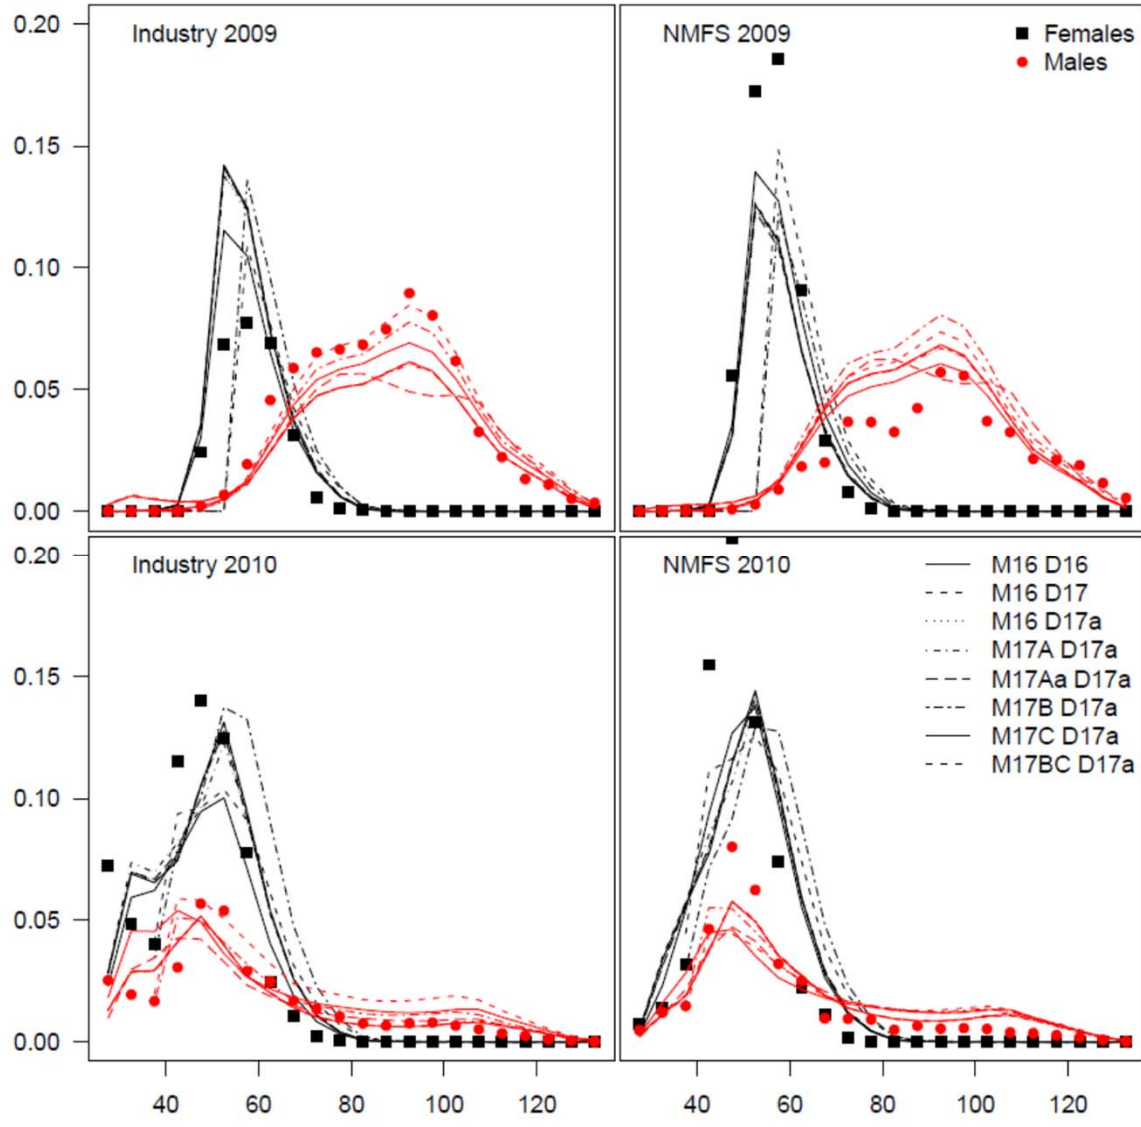 Industry 2009
NMFS 2009
Females
Males
0.20
0.15
0.10
0.05
0.00
Industry 2010
NMFS 2010
M16 D16
M16 D17
M16 D17a
M17A D17a
M17Aa D17a
M17B D17a
M17C D17a
M17BC D17a
0.20
0.15
0.10
0.05
0.00
40 60 80 100 120 40 60 80 100 120